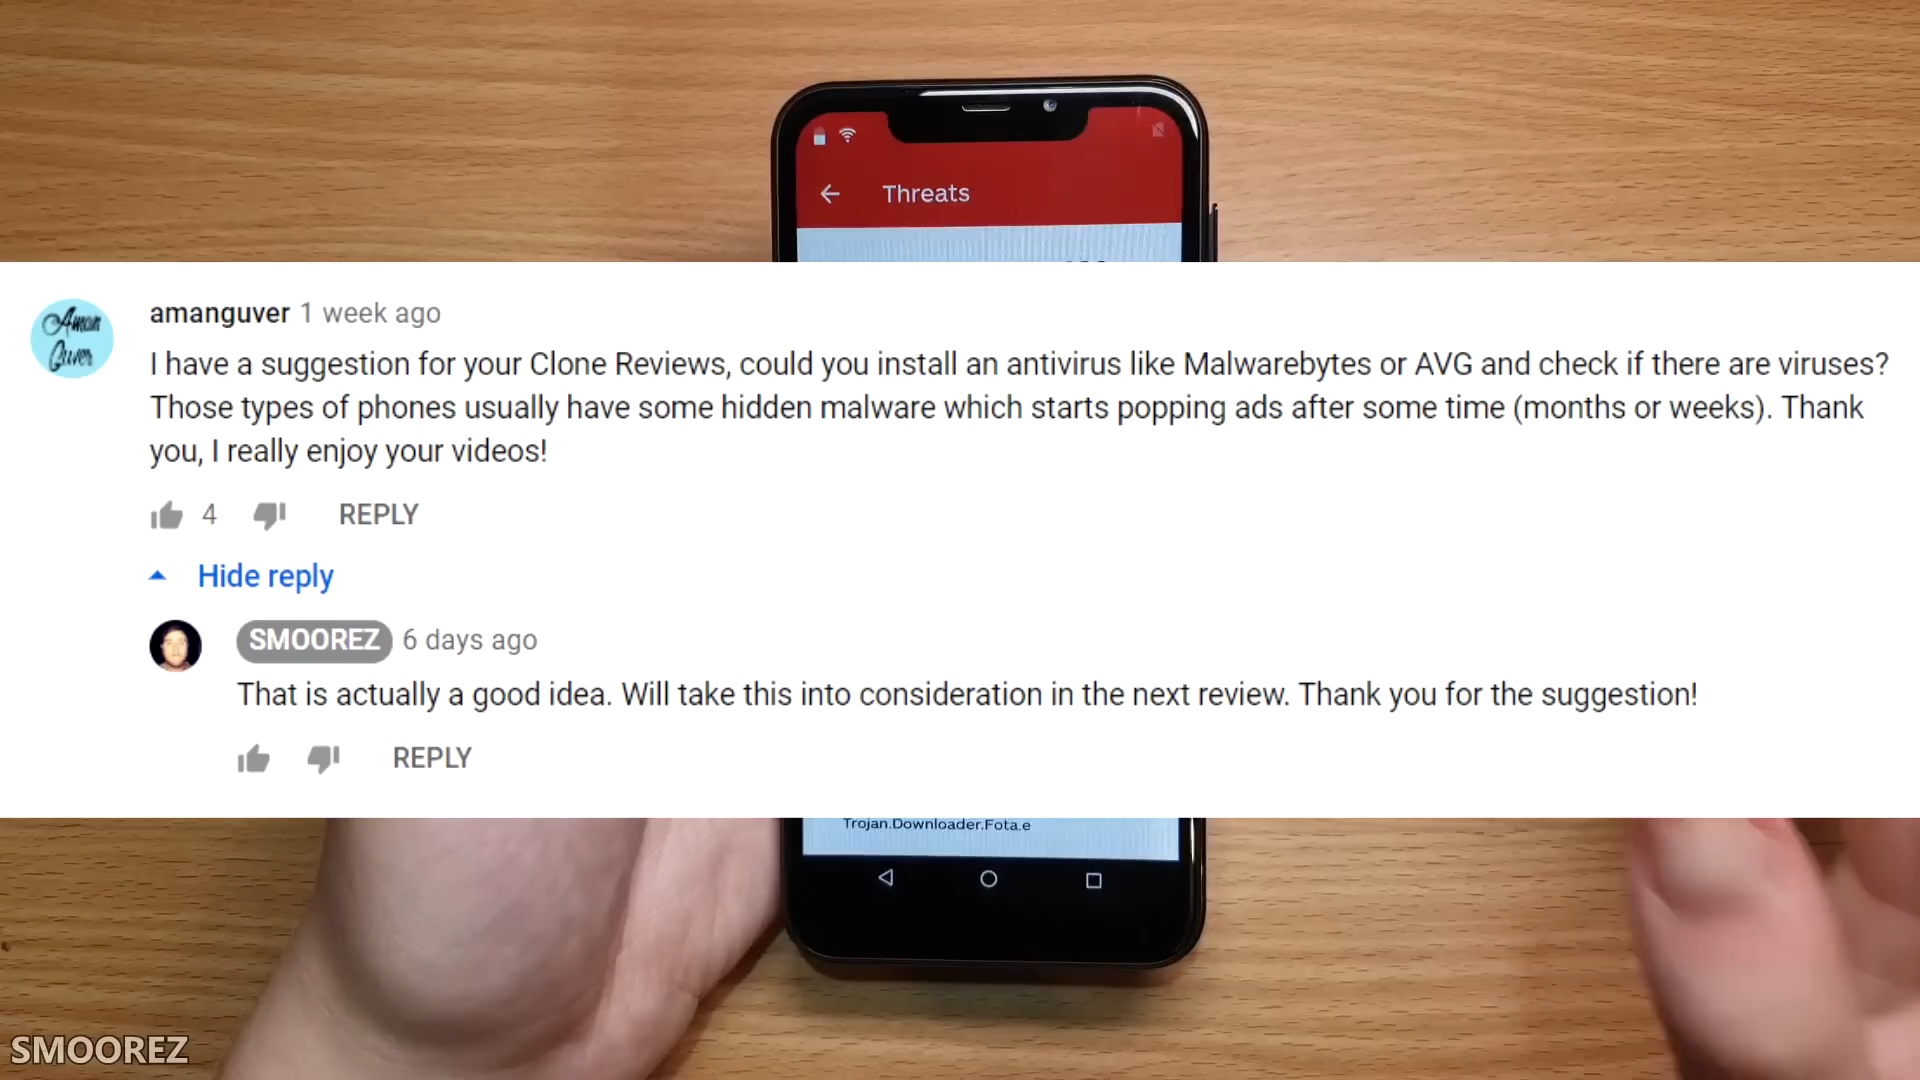 Threats
Aman
Guver
amanguver 1 week ago
I have a suggestion for your Clone Reviews, could you install an antivirus like Malwarebytes or AVG and check if there are viruses?
Those types of phones usually have some hidden malware which starts popping ads after some time (months or weeks). Thank
you, I really enjoy your videos!
4 REPLY
Hide reply
SMOOREZ 6 days ago
That is actually a good idea. Will take this into consideration in the next review. Thank you for the suggestion!
REPLY
Trojan.Downloader.Fota.e
SMOOREZ